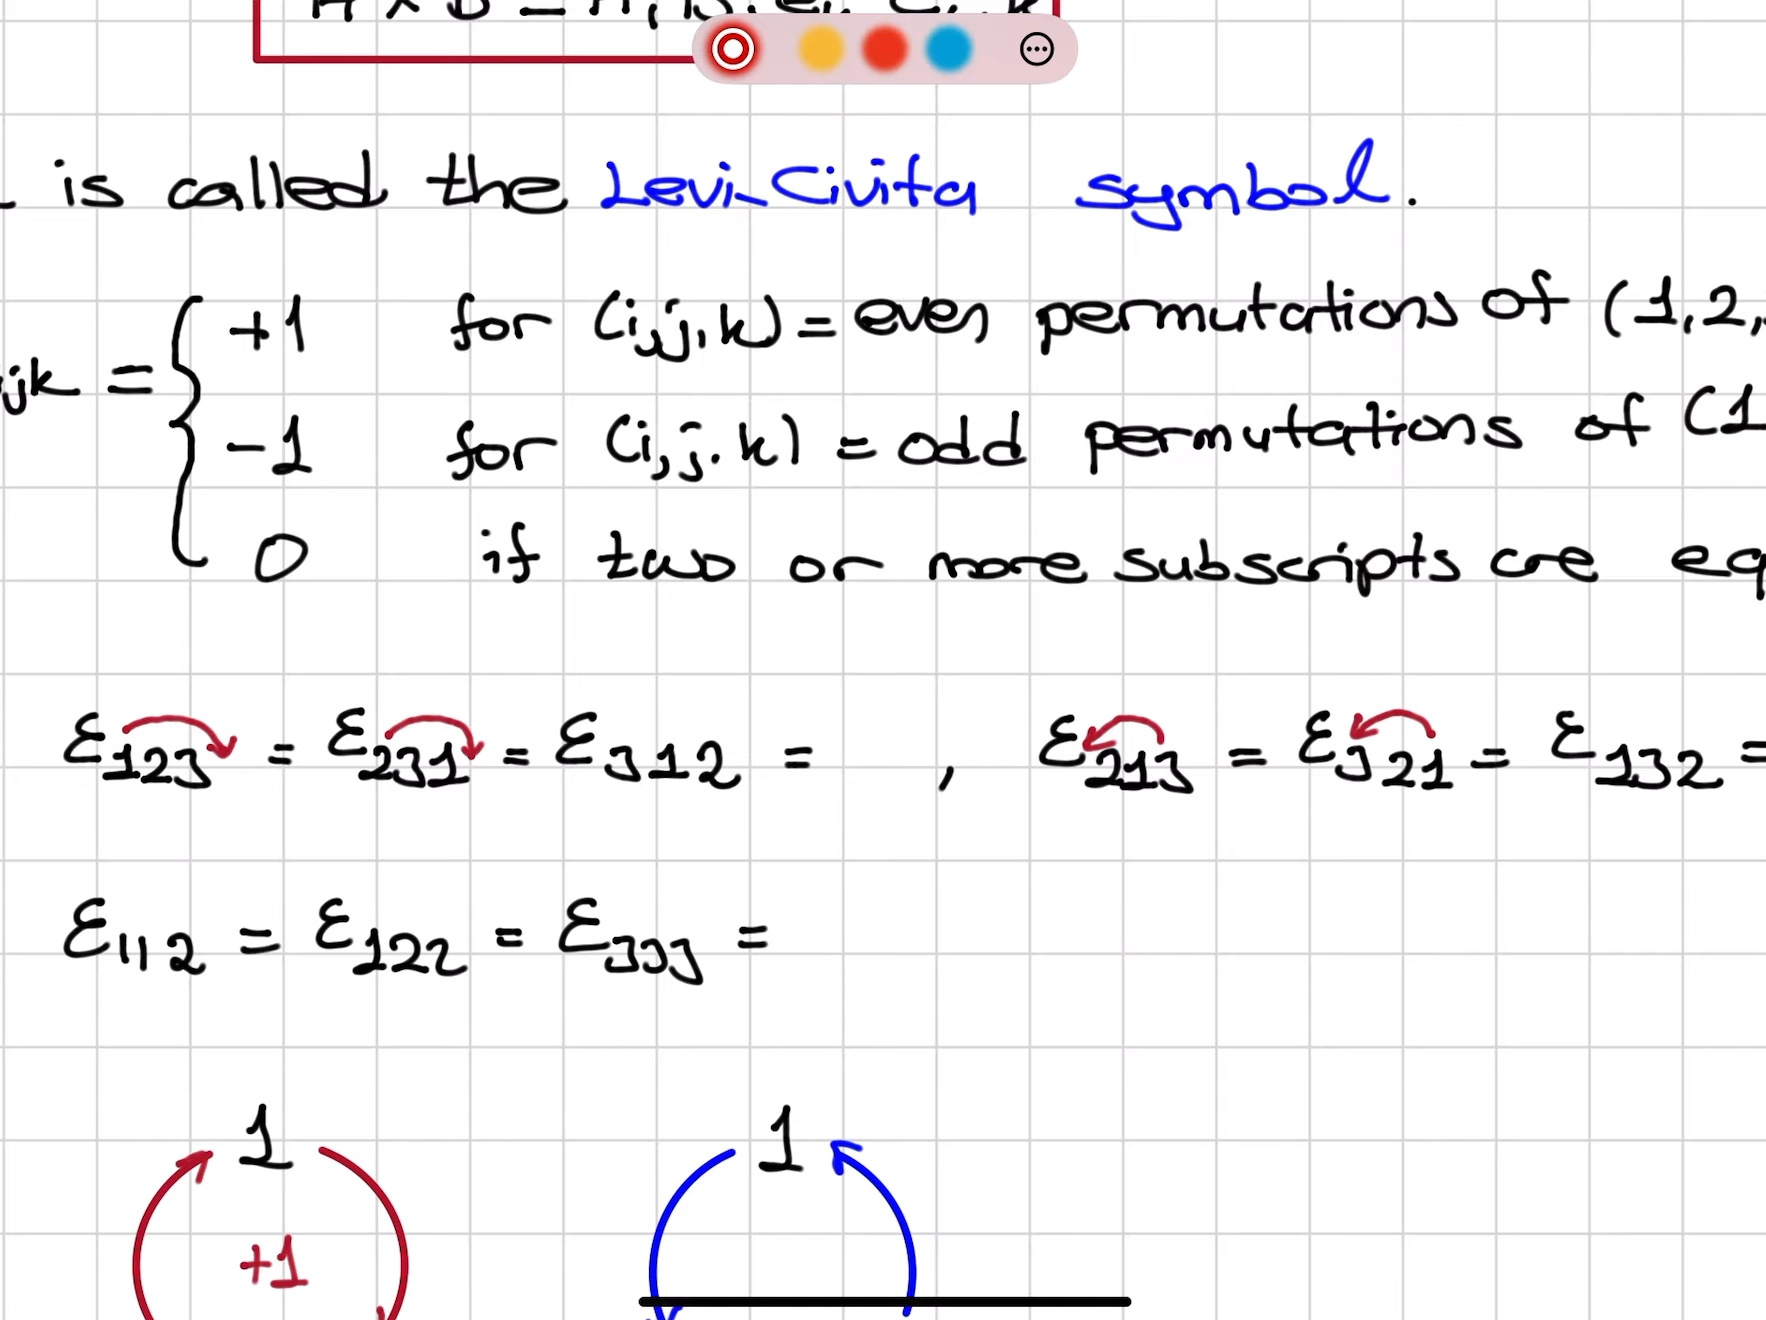 is called the Levi-Civita symbol.
jk = { +1 for (i,j,k) = even permutations of (1,2,
-1 for (i,j,k) = odd permutations of (1
0 if two or more subscripts are eq
ε123 = ε231 = ε312 = , ε213 = ε321 = ε132 =
ε112 = ε122 = ε333 =
1 1
+1